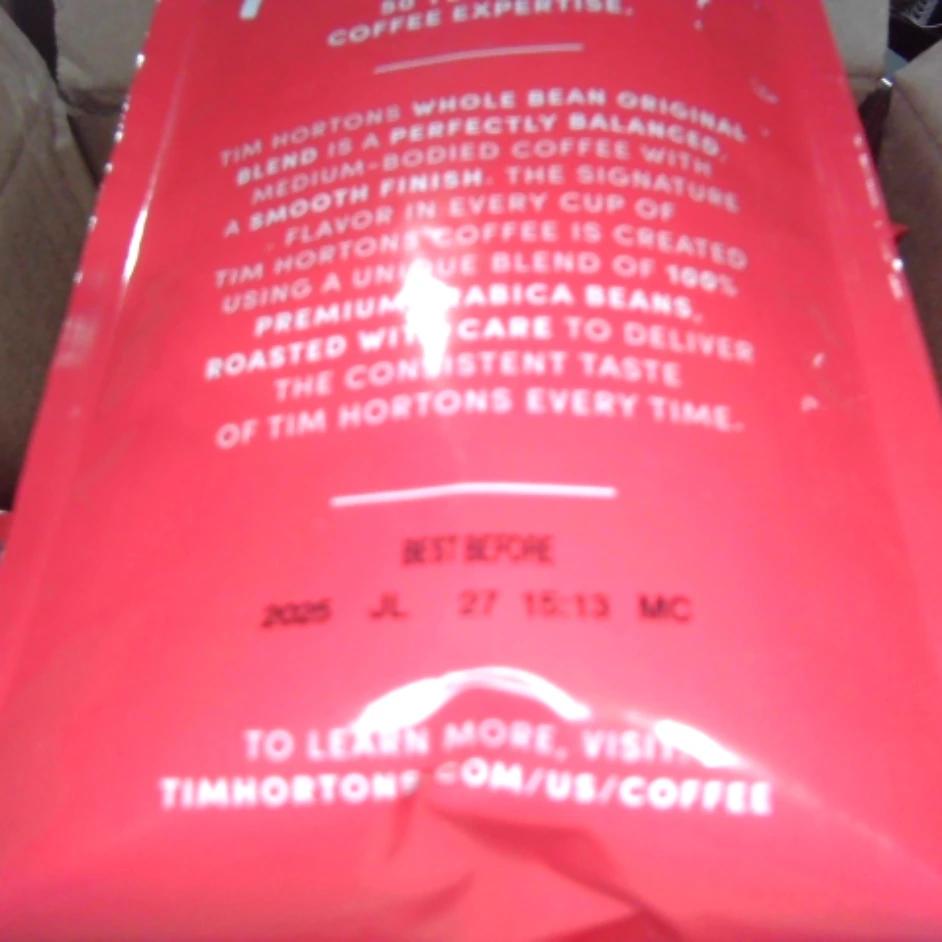 COFFEE EXPERTISE.
TIM HORTONS WHOLE BEAN ORIGINAL
BLEND IS A PERFECTLY BALANCED,
MEDIUM-BODIED COFFEE WITH
A SMOOTH FINISH. THE SIGNATURE
FLAVOR IN EVERY CUP OF
TIM HORTONS COFFEE IS CREATED
USING A UNIQUE BLEND OF 100%
PREMIUM ARABICA BEANS,
ROASTED WITH CARE TO DELIVER
THE CONSISTENT TASTE
OF TIM HORTONS EVERY TIME.
BEST BEFORE
2025 JL 27 15:13 MC
TO LEARN MORE, VISIT
TIMHORTONS.COM/US/COFFEE